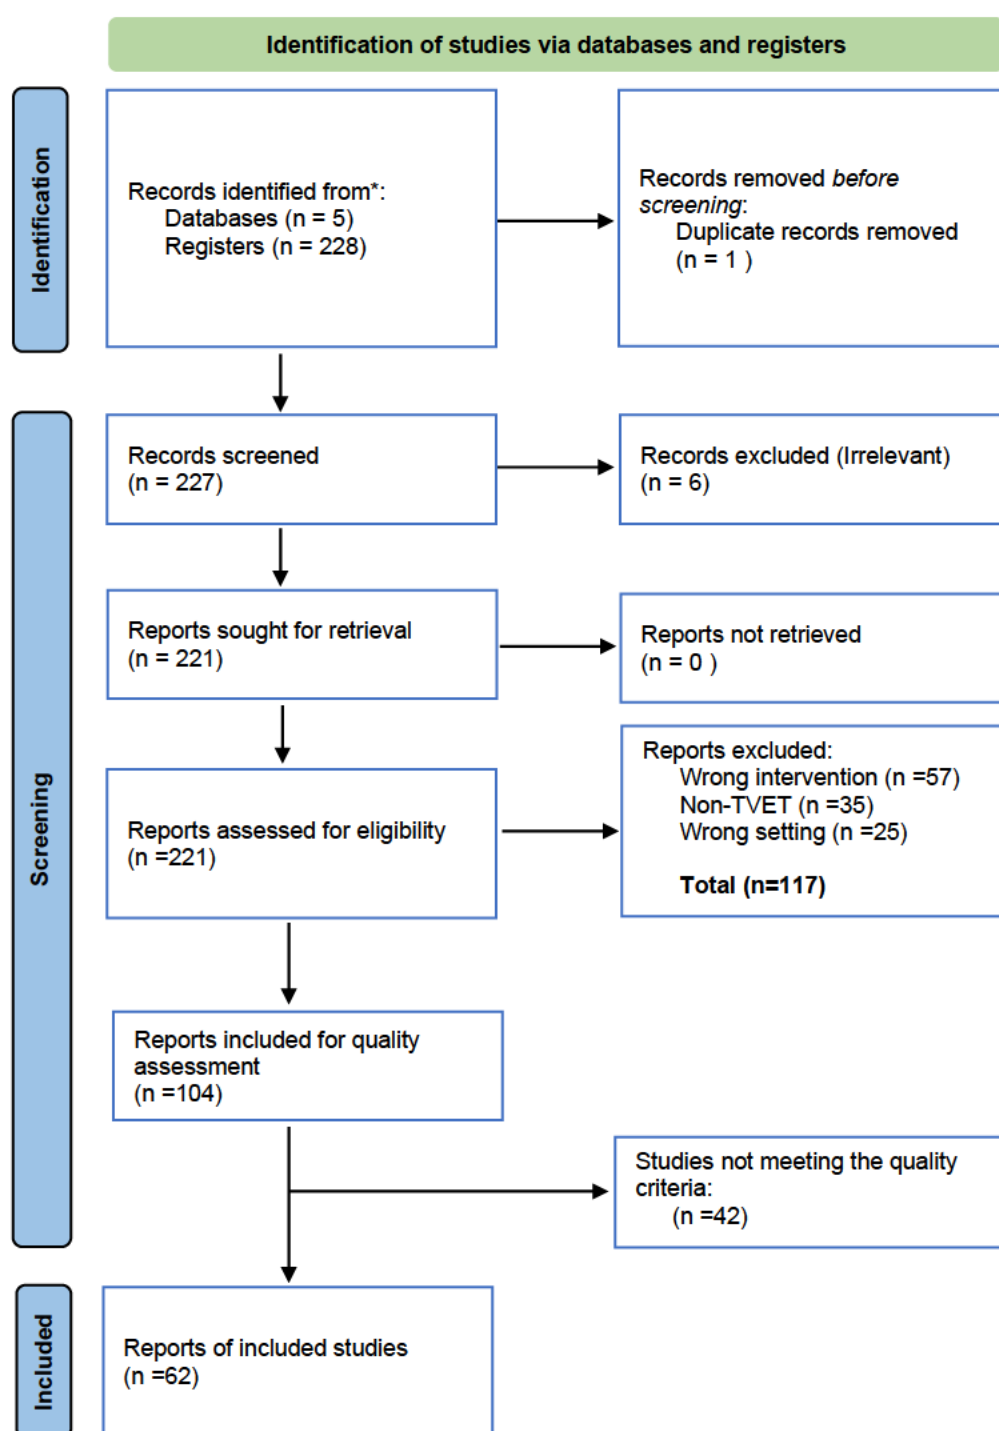 Identification of studies via databases and registers
Identification
Records identified from*:
Databases (n = 5)
Registers (n = 228)
Records removed before
screening:
Duplicate records removed
(n = 1 )
Screening
Records screened
(n = 227)
Records excluded (Irrelevant)
(n = 6)
Reports sought for retrieval
(n = 221)
Reports not retrieved
(n = 0 )
Reports assessed for eligibility
(n =221)
Reports excluded:
Wrong intervention (n =57)
Non-TVET (n =35)
Wrong setting (n =25)
Total (n=117)
Reports included for quality
assessment
(n =104)
Studies not meeting the quality
criteria:
(n =42)
Included
Reports of included studies
(n =62)